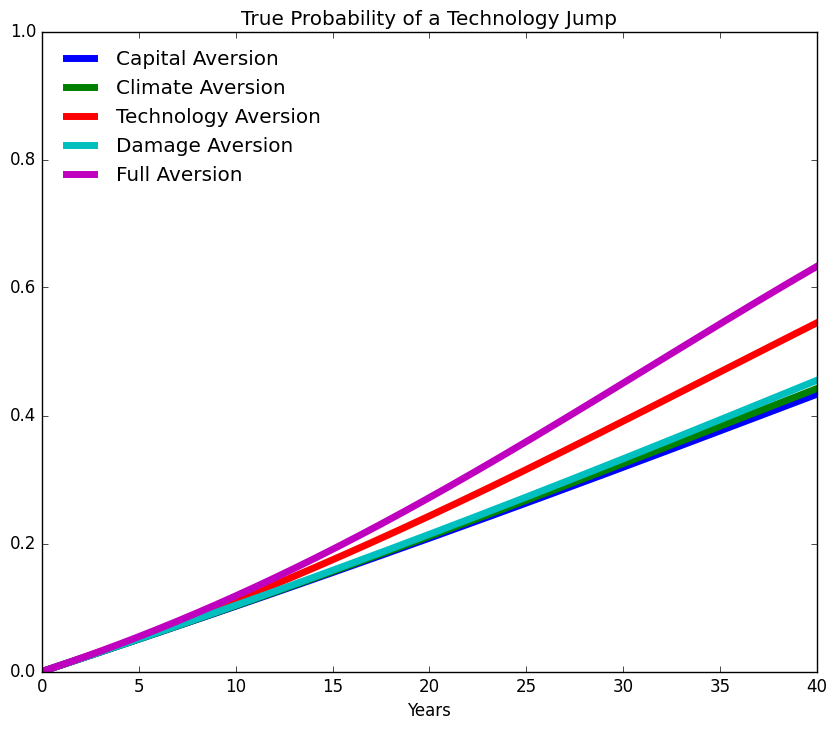 True Probability of a Technology Jump
1.0
Capital Aversion
Climate Aversion
Technology Aversion
Damage Aversion
Full Aversion
0.8
0.6
0.4
0.2
0.0
0 5 10 15 20 25 30 35 40
Years